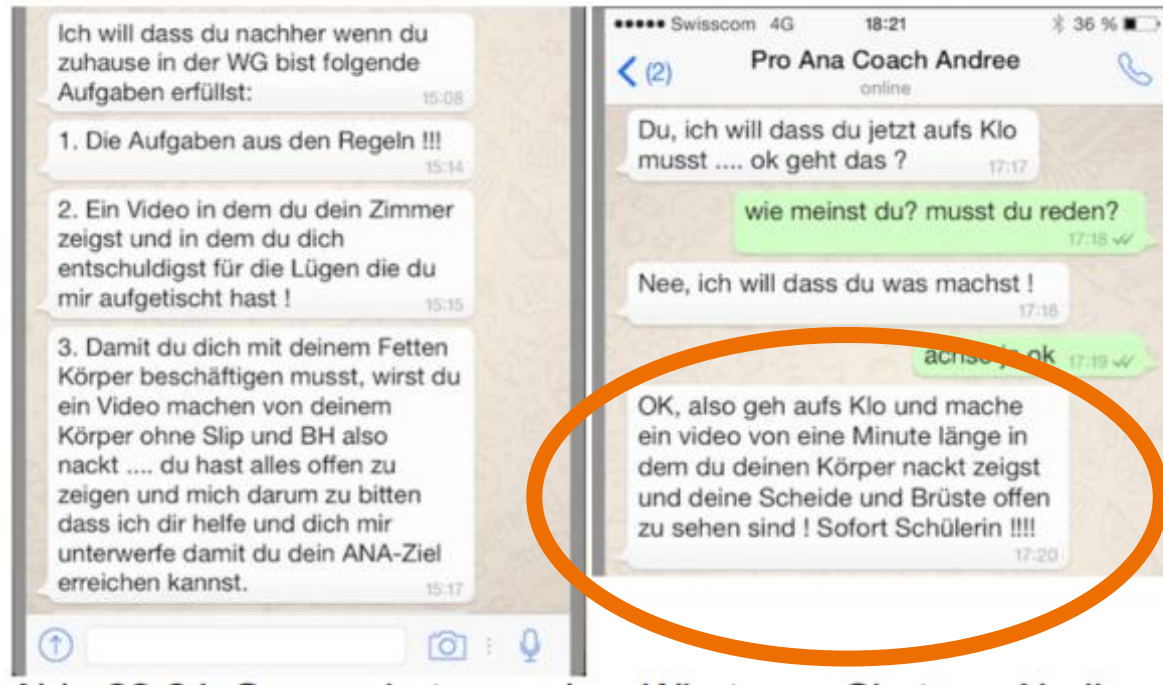 Ich will dass du nachher wenn du
zuhause in der WG bist folgende
Aufgaben erfüllst:
15:08
1. Die Aufgaben aus den Regeln !!!
15:14
2. Ein Video in dem du dein Zimmer
zeigst und in dem du dich
entschuldigst für die Lügen die du
mir aufgetischt hast !
15:15
3. Damit du dich mit deinem Fetten
Körper beschäftigen musst, wirst du
ein Video machen von deinem
Körper ohne Slip und BH also
nackt .... du hast alles offen zu
zeigen und mich darum zu bitten
dass ich dir helfe und dich mir
unterwerfe damit du dein ANA-Ziel
erreichen kannst.
15:17
Swisscom 4G 18:21 36 %
(2) Pro Ana Coach Andree
online
Du, ich will dass du jetzt aufs Klo
musst .... ok geht das ?
17:17
wie meinst du? musst du reden?
17:18
Nee, ich will dass du was machst !
17:18
ok 17:19
OK, also geh aufs Klo und mache
ein video von eine Minute länge in
dem du deinen Körper nackt zeigst
und deine Scheide und Brüste offen
zu sehen sind ! Sofort Schülerin !!!!
17:20